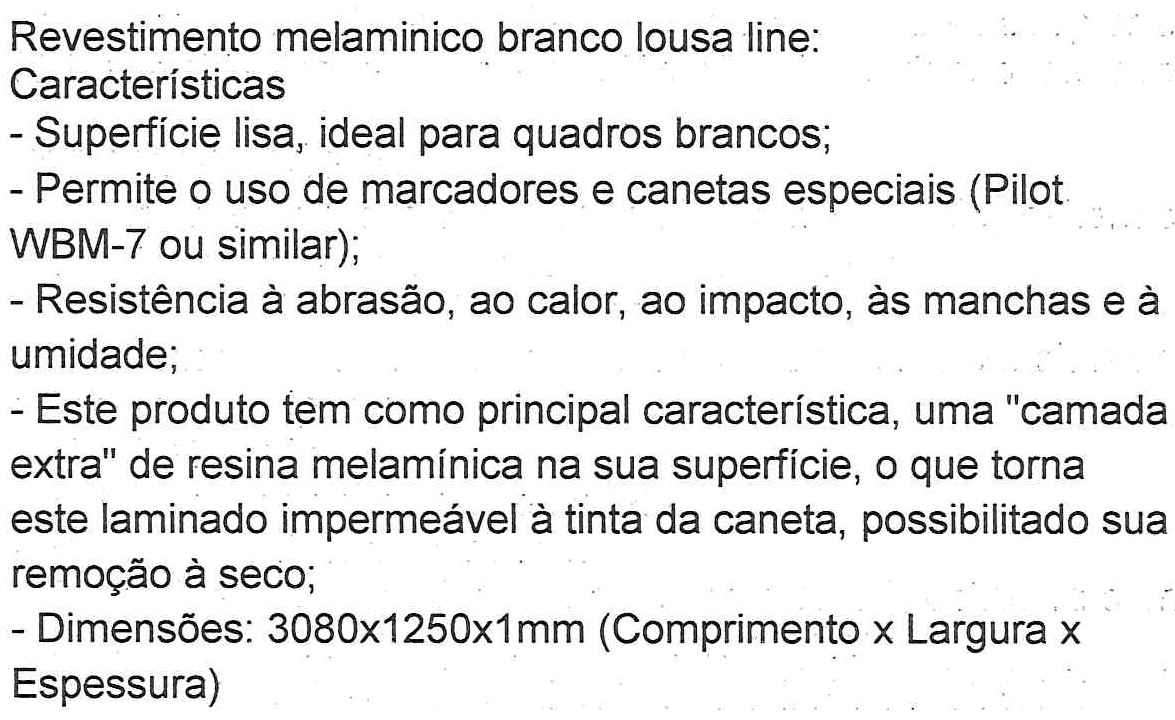 Revestimento melaminico branco lousa line:
Características
- Superfície lisa, ideal para quadros brancos;
- Permite o uso de marcadores e canetas especiais (Pilot
WBM-7 ou similar);
- Resistência à abrasão, ao calor, ao impacto, às manchas e à
umidade;
- Este produto tem como principal característica, uma "camada
extra" de resina melamínica na sua superfície, o que torna
este laminado impermeável à tinta da caneta, possibilitado sua
remoção à seco;
- Dimensões: 3080x1250x1mm (Comprimento x Largura x
Espessura)